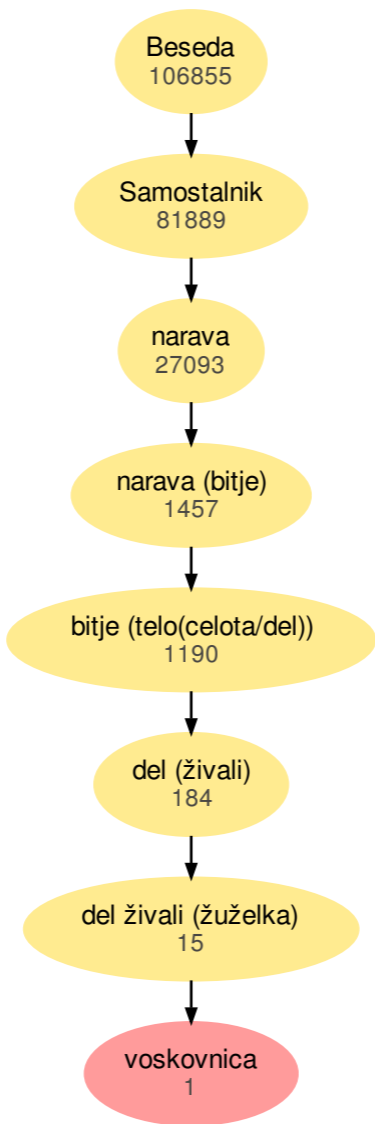 Beseda
106855
Samostalnik
81889
narava
27093
narava (bitje)
1457
bitje (telo(celota/del))
1190
del (živali)
184
del živali (žuželka)
15
voskovnica
1